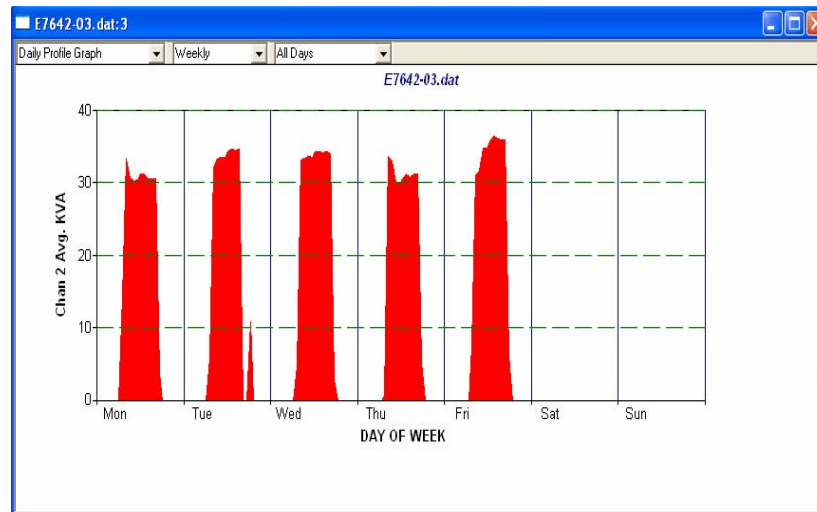 E7642-03.dat:3
Daily Profile Graph Weekly All Days
E7642-03.dat
40
30
20
10
0
Chan 2 Avg. KVA
Mon Tue Wed Thu Fri Sat Sun
DAY OF WEEK